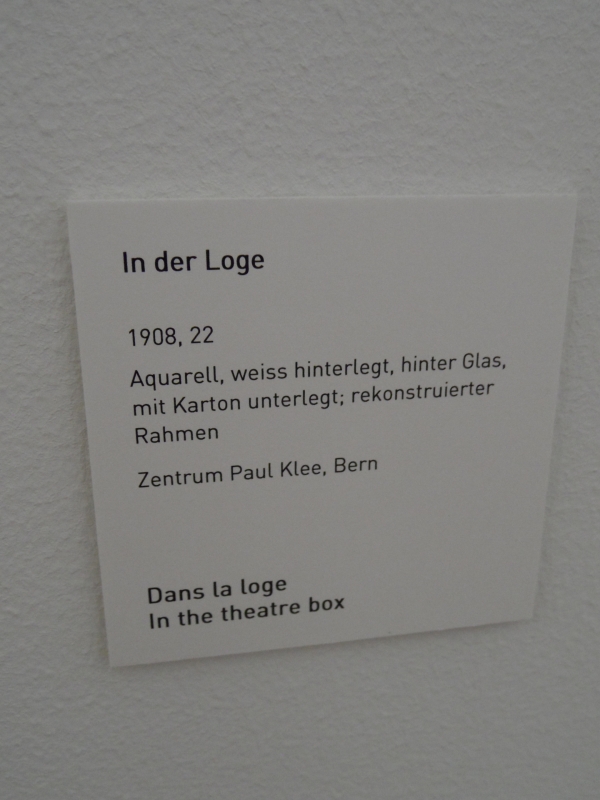 In der Loge
1908, 22
Aquarell, weiss hinterlegt, hinter Glas,
mit Karton unterlegt; rekonstruierter
Rahmen
Zentrum Paul Klee, Bern
Dans la loge
In the theatre box